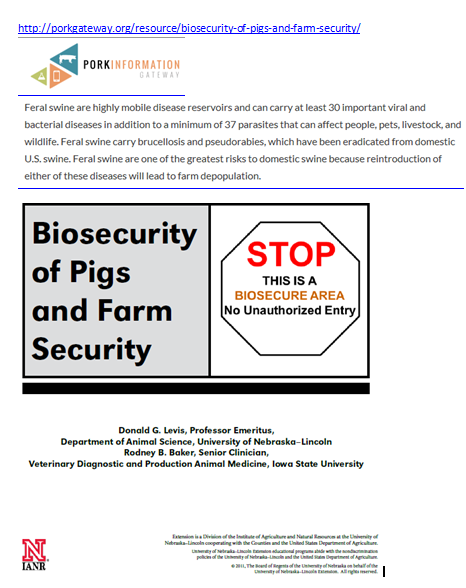 http://porkgateway.org/resource/biosecurity-of-pigs-and-farm-security/
PORKINFORMATION
GATEWAY
Feral swine are highly mobile disease reservoirs and can carry at least 30 important viral and
bacterial diseases in addition to a minimum of 37 parasites that can affect people, pets, livestock, and
wildlife. Feral swine carry brucellosis and pseudorabies, which have been eradicated from domestic
U.S. swine. Feral swine are one of the greatest risks to domestic swine because reintroduction of
either of these diseases will lead to farm depopulation.
Biosecurity
of Pigs
and Farm
Security
STOP
THIS IS A
BIOSECURE AREA
No Unauthorized Entry
Donald G. Levis, Professor Emeritus,
Department of Animal Science, University of Nebraska–Lincoln
Rodney B. Baker, Senior Clinician,
Veterinary Diagnostic and Production Animal Medicine, Iowa State University
N
IANR
Extension is a Division of the Institute of Agriculture and Natural Resources at the University of
Nebraska–Lincoln cooperating with the Counties and the United States Department of Agriculture.
University of Nebraska–Lincoln Extension educational programs abide with the nondiscrimination
policies of the University of Nebraska–Lincoln and the United States Department of Agriculture.
© 2011, The Board of Regents of the University of Nebraska on behalf of the
University of Nebraska–Lincoln Extension. All rights reserved.